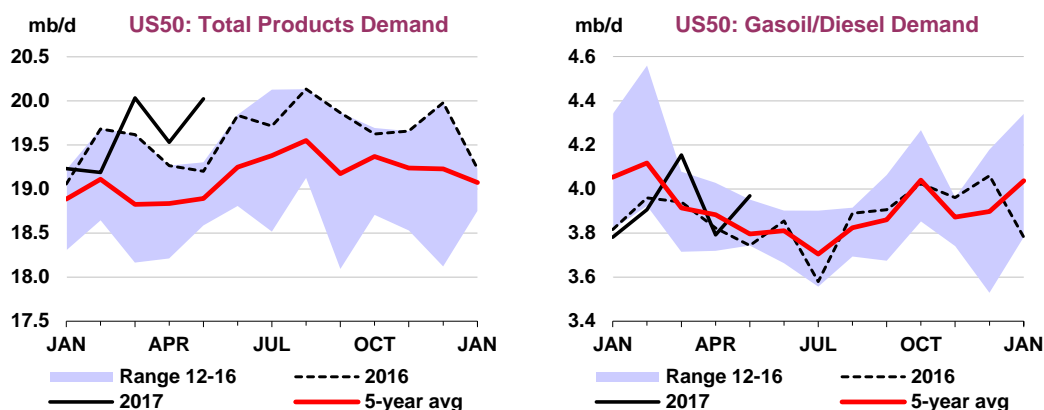 mb/d US50: Total Products Demand
20.5
20.0
19.5
19.0
18.5
18.0
17.5
JAN APR JUL OCT JAN
Range 12-16 2016
2017 5-year avg
mb/d US50: Gasoil/Diesel Demand
4.6
4.4
4.2
4.0
3.8
3.6
3.4
JAN APR JUL OCT JAN
Range 12-16 2016
2017 5-year avg